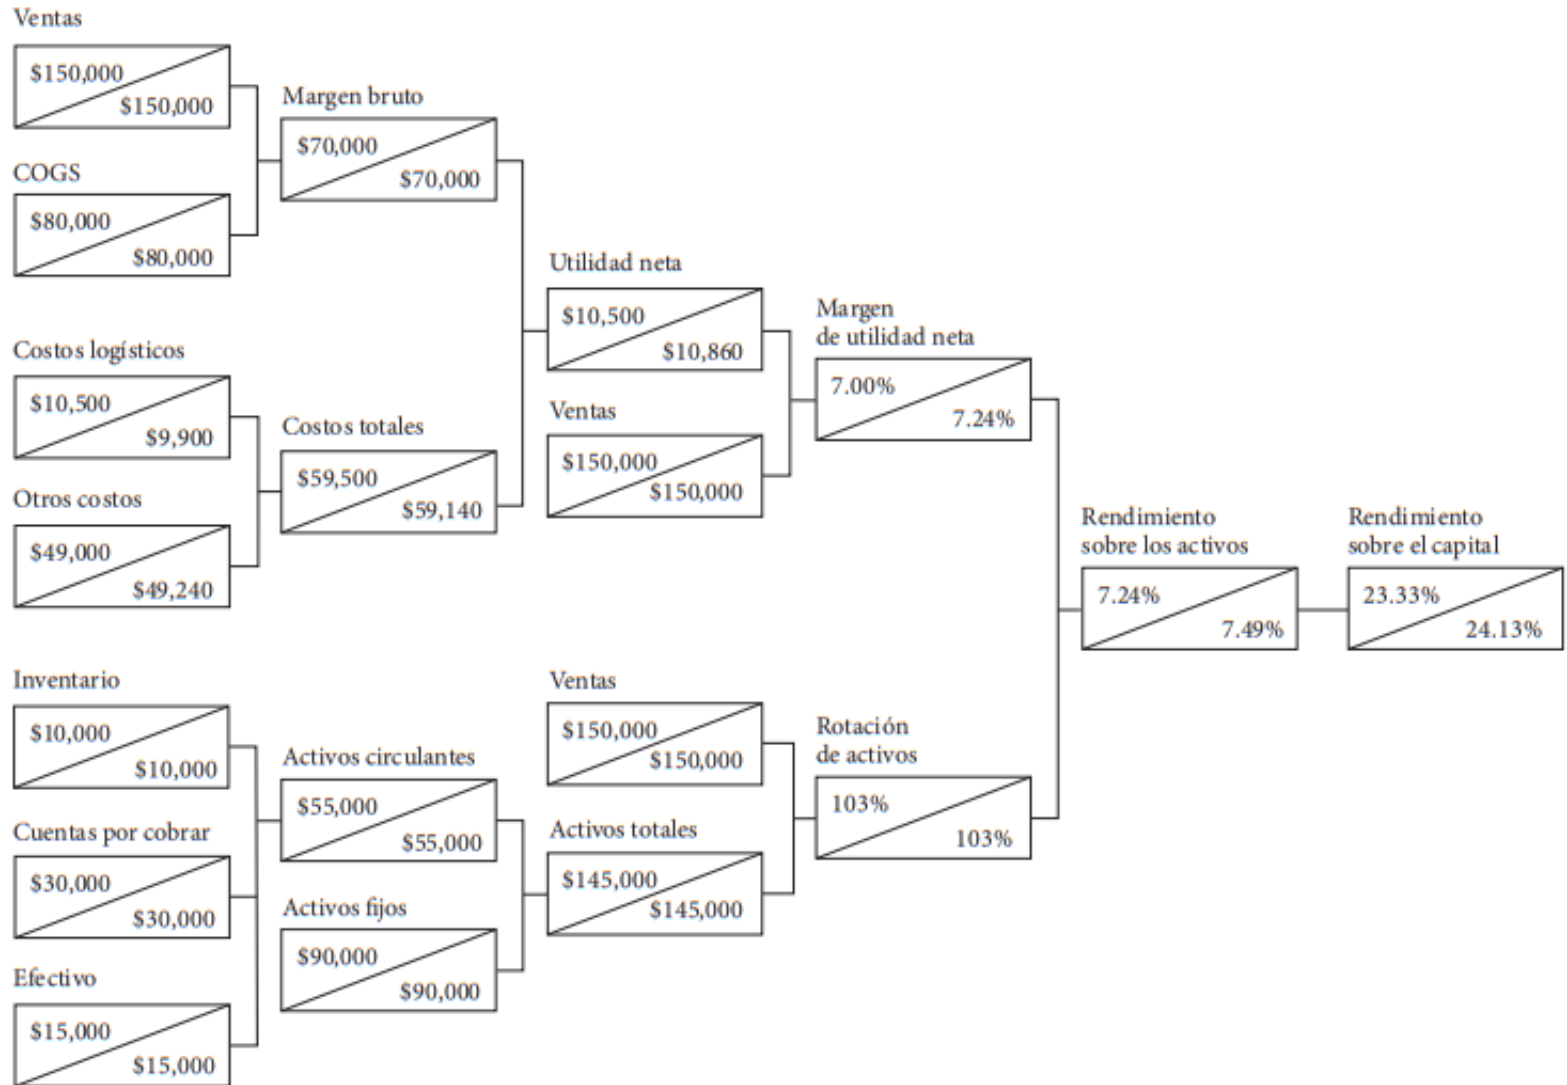 Ventas
$150,000
$150,000
COGS
$80,000
$80,000
Margen bruto
$70,000
$70,000
Costos logísticos
$10,500
$9,900
Otros costos
$49,000
$49,240
Costos totales
$59,500
$59,140
Utilidad neta
$10,500
$10,860
Ventas
$150,000
$150,000
Margen
de utilidad neta
7.00%
7.24%
Inventario
$10,000
$10,000
Cuentas por cobrar
$30,000
$30,000
Efectivo
$15,000
$15,000
Activos circulantes
$55,000
$55,000
Activos fijos
$90,000
$90,000
Ventas
$150,000
$150,000
Activos totales
$145,000
$145,000
Rotación
de activos
103%
103%
Rendimiento
sobre los activos
7.24%
7.49%
Rendimiento
sobre el capital
23.33%
24.13%